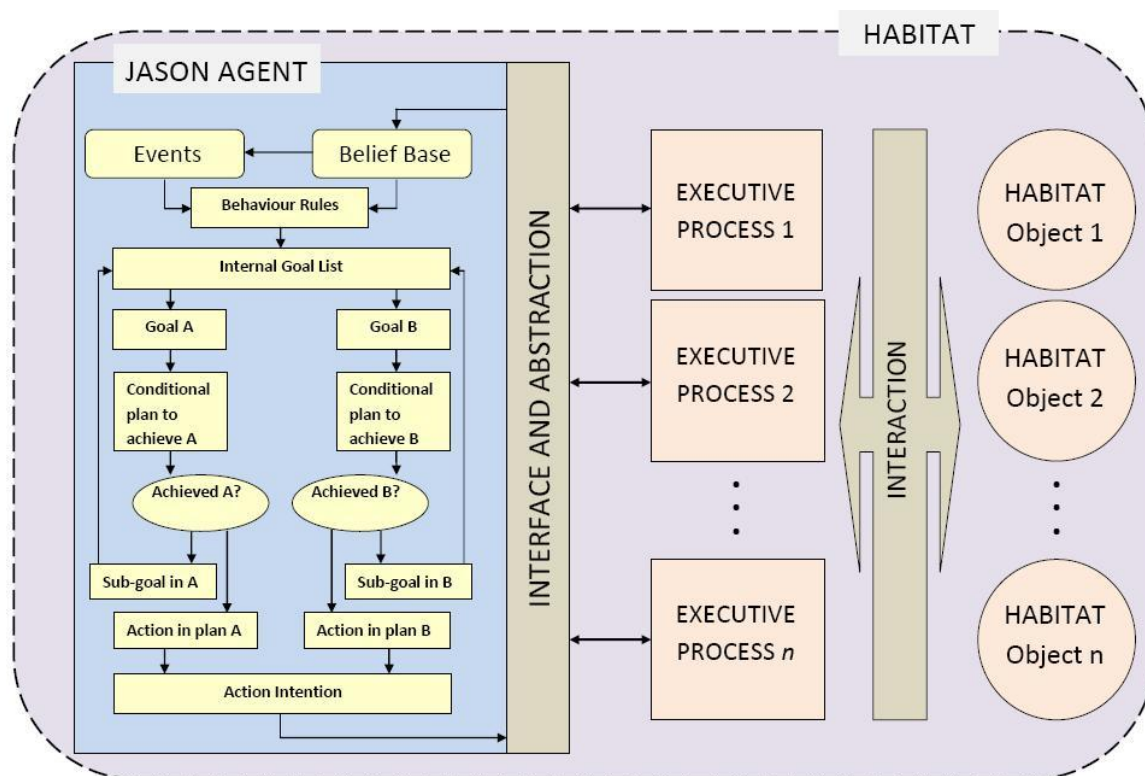 HABITAT
JASON AGENT
Events
Belief Base
Behaviour Rules
Internal Goal List
Goal A
Goal B
Conditional
plan to
achieve A
Conditional
plan to
achieve B
Achieved A?
Achieved B?
Sub-goal in A
Sub-goal in B
Action in plan A
Action in plan B
Action Intention
INTERFACE AND ABSTRACTION
EXECUTIVE
PROCESS 1
EXECUTIVE
PROCESS 2
EXECUTIVE
PROCESS n
INTERACTION
HABITAT
Object 1
HABITAT
Object 2
HABITAT
Object n